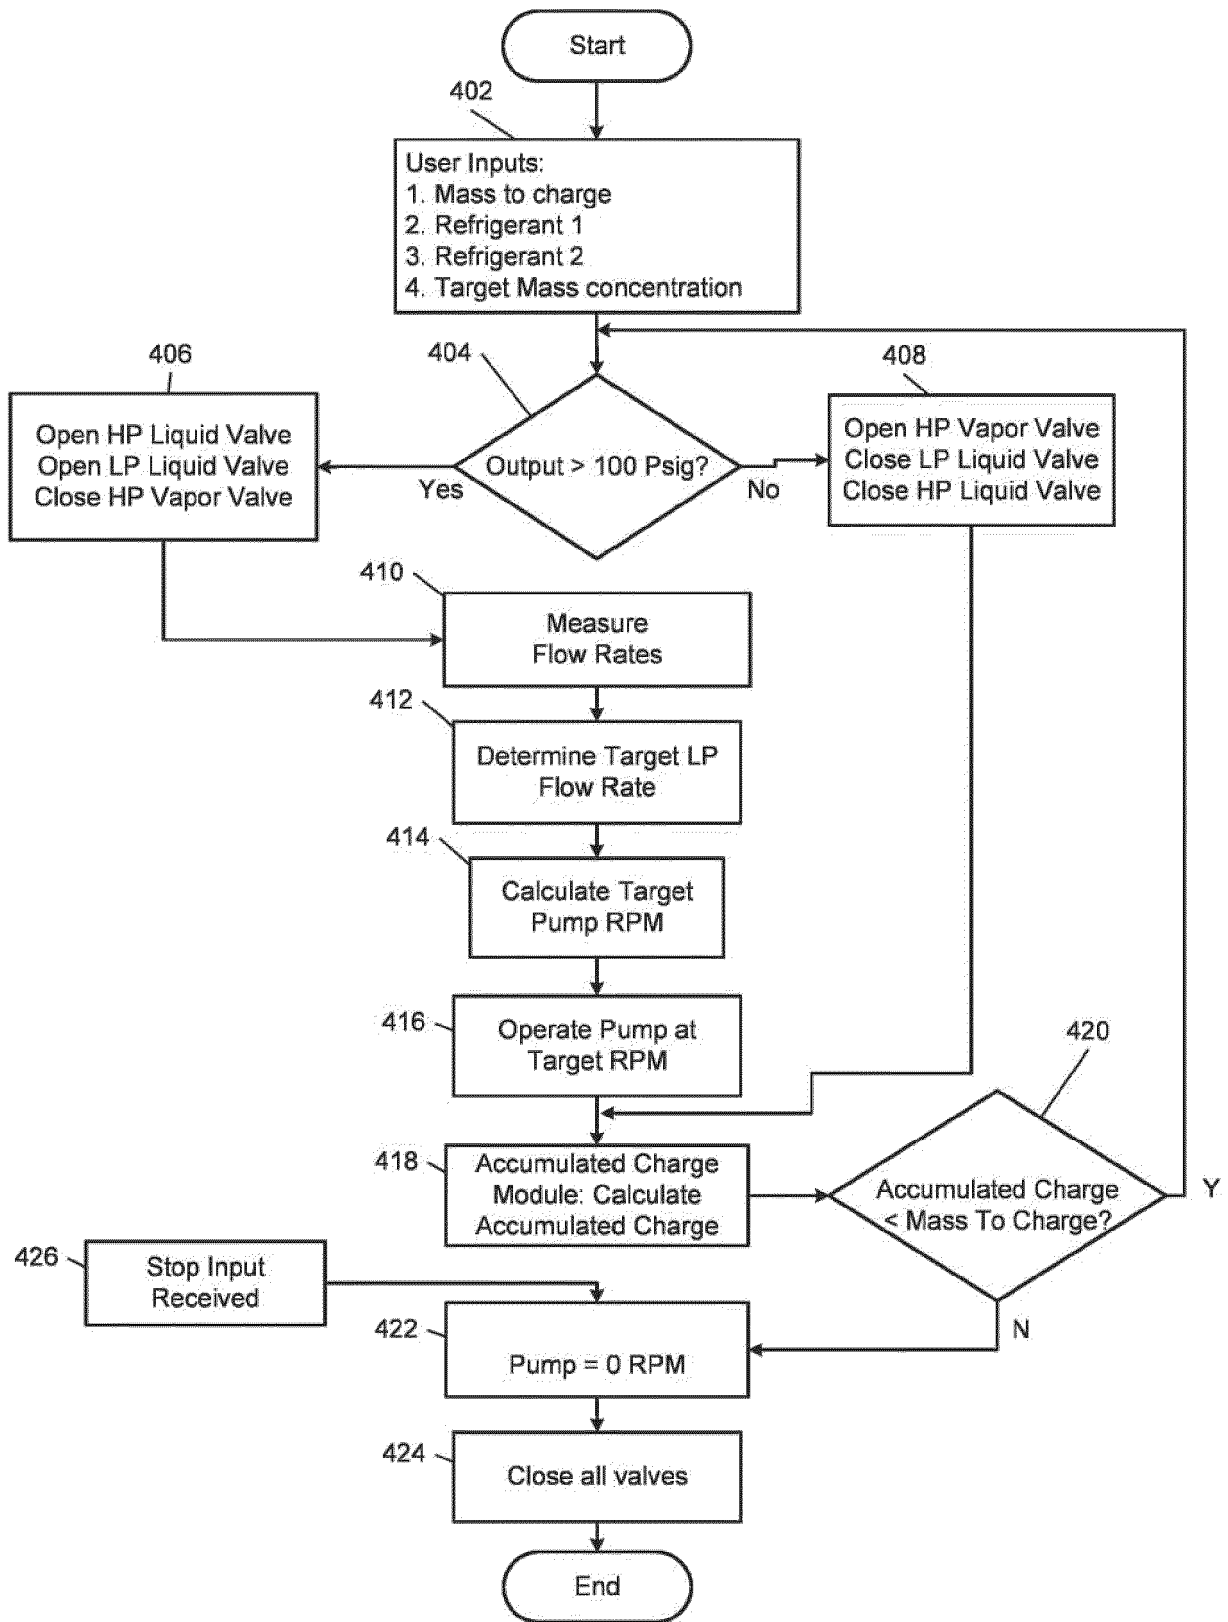 Start
402
User Inputs:
1. Mass to charge
2. Refrigerant 1
3. Refrigerant 2
4. Target Mass concentration
404
406
408
Open HP Liquid Valve
Open LP Liquid Valve
Close HP Vapor Valve
Output > 100 Psig?
Yes
No
Open HP Vapor Valve
Close LP Liquid Valve
Close HP Liquid Valve
410
Measure
Flow Rates
412
Determine Target LP
Flow Rate
414
Calculate Target
Pump RPM
416
Operate Pump at
Target RPM
418
Accumulated Charge
Module: Calculate
Accumulated Charge
420
Accumulated Charge
< Mass To Charge?
Y
N
426
Stop Input
Received
422
Pump = 0 RPM
424
Close all valves
End